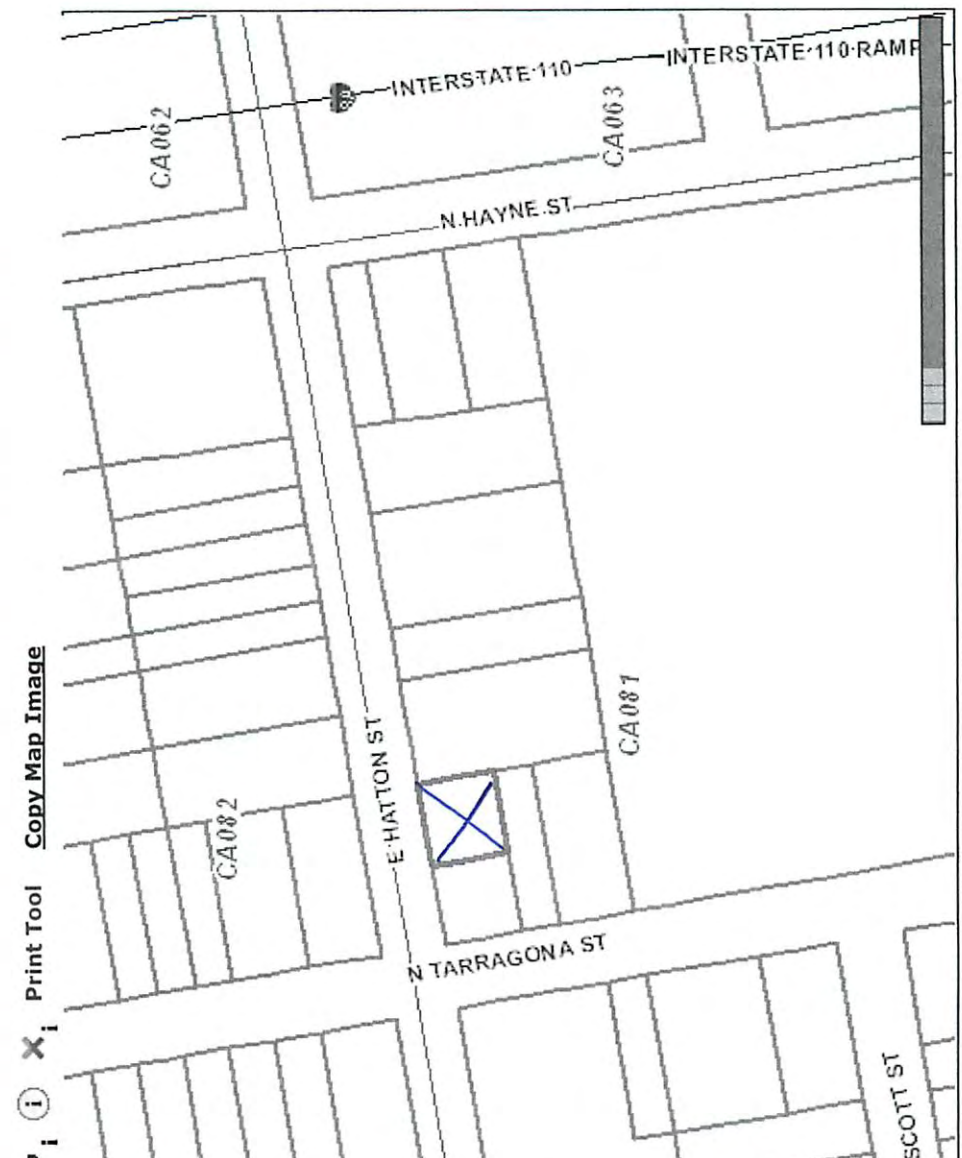 Print Tool
Copy Map Image
INTERSTATE 110
INTERSTATE 110 RAMP
CA062
CA063
N HAYNE ST
E HATTON ST
CA081
CA082
N TARRAGONA ST
SCOTT ST